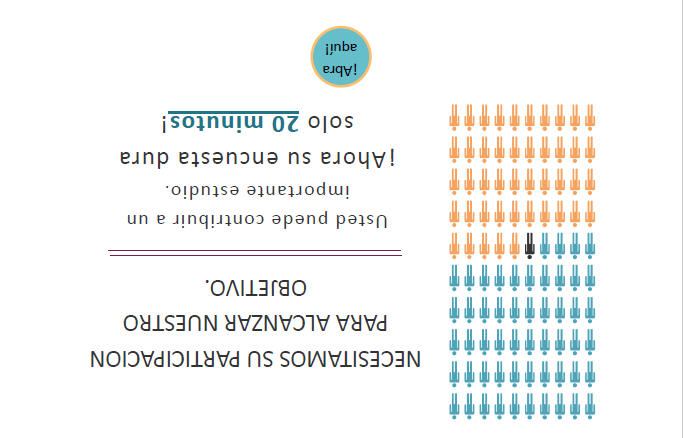 NECESITAMOS SU PARTICIPACION
PARA ALCANZAR NUESTRO
OBJETIVO.
Usted puede contribuir a un
importante estudio.
¡Ahora su encuesta dura
solo 20 minutos!
¡Abra
aquí!